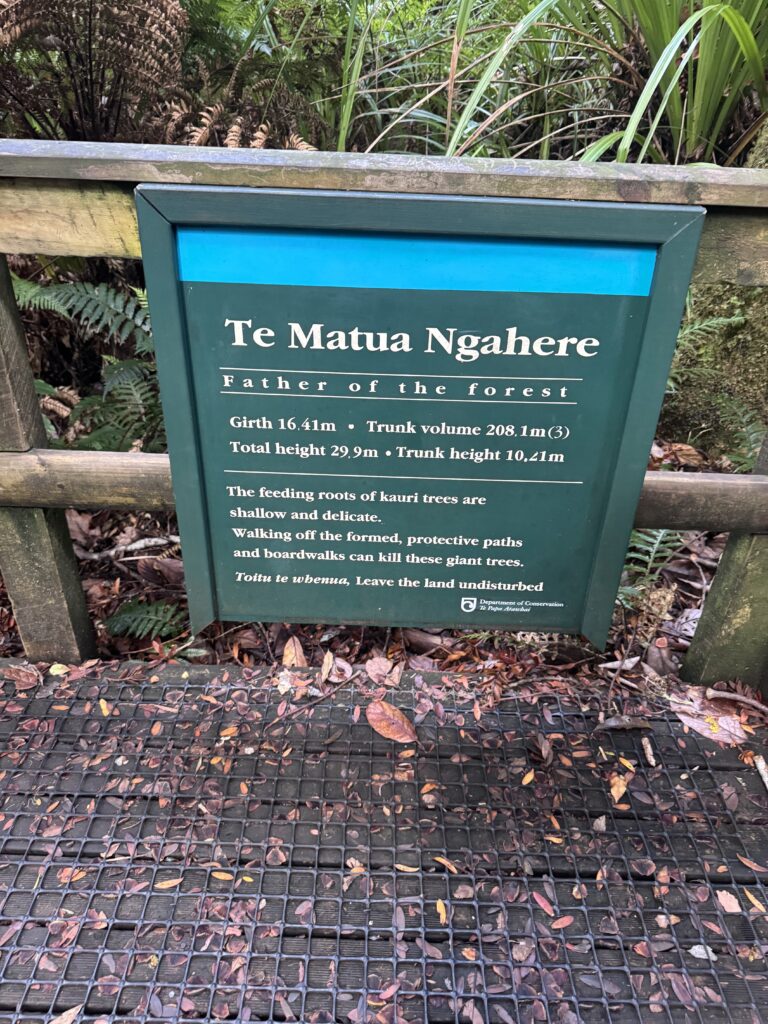 Te Matua Ngahere
Father of the forest
Girth 16.41m • Trunk volume 208.1m(3)
Total height 29.9m • Trunk height 10.21m
The feeding roots of kauri trees are
shallow and delicate.
Walking off the formed, protective paths
and boardwalks can kill these giant trees.
Toitu te whenua, Leave the land undisturbed
Department of Conservation
Te Papa Atawhai